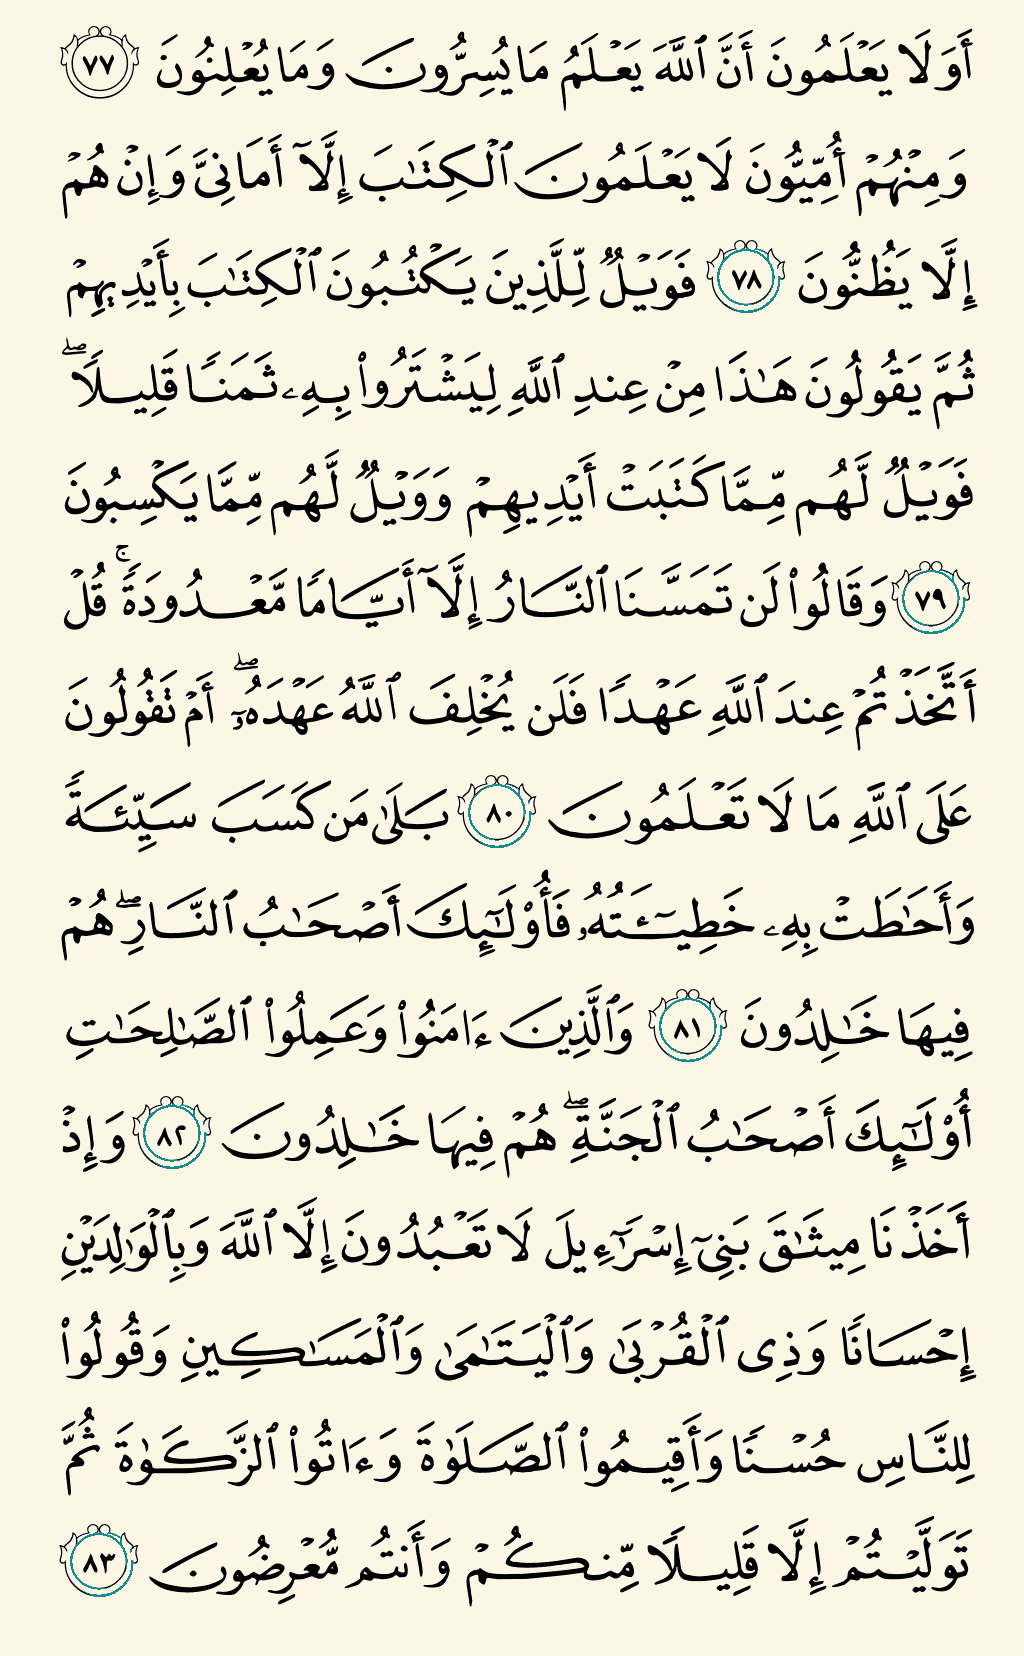 أَوَلَا يَعْلَمُونَ أَنَّ ٱللَّهَ يَعْلَمُ مَا يُسِرُّونَ وَمَا يُعْلِنُونَ ٧٧
وَمِنْهُمْ أُمِّيُّونَ لَا يَعْلَمُونَ ٱلْكِتَـٰبَ إِلَّآ أَمَانِىَّ وَإِنْ هُمْ
إِلَّا يَظُنُّونَ ٧٨ فَوَيْلٌ لِّلَّذِينَ يَكْتُبُونَ ٱلْكِتَـٰبَ بِأَيْدِيهِمْ
ثُمَّ يَقُولُونَ هَـٰذَا مِنْ عِندِ ٱللَّهِ لِيَشْتَرُوا۟ بِهِۦ ثَمَنًا قَلِيلًا ۖ
فَوَيْلٌ لَّهُم مِّمَّا كَتَبَتْ أَيْدِيهِمْ وَوَيْلٌ لَّهُم مِّمَّا يَكْسِبُونَ
٧٩ وَقَالُوا۟ لَن تَمَسَّنَا ٱلنَّارُ إِلَّآ أَيَّامًا مَّعْدُودَةً ۚ قُلْ
أَتَّخَذْتُمْ عِندَ ٱللَّهِ عَهْدًا فَلَن يُخْلِفَ ٱللَّهُ عَهْدَهُۥٓ ۖ أَمْ تَقُولُونَ
عَلَى ٱللَّهِ مَا لَا تَعْلَمُونَ ٨٠ بَلَىٰ مَن كَسَبَ سَيِّئَةً
وَأَحَـٰطَتْ بِهِۦ خَطِيٓـَٔتُهُۥ فَأُو۟لَـٰٓئِكَ أَصْحَـٰبُ ٱلنَّارِ ۖ هُمْ
فِيهَا خَـٰلِدُونَ ٨١ وَٱلَّذِينَ ءَامَنُوا۟ وَعَمِلُوا۟ ٱلصَّـٰلِحَـٰتِ
أُو۟لَـٰٓئِكَ أَصْحَـٰبُ ٱلْجَنَّةِ ۖ هُمْ فِيهَا خَـٰلِدُونَ ٨٢ وَإِذْ
أَخَذْنَا مِيثَـٰقَ بَنِىٓ إِسْرَٰٓءِيلَ لَا تَعْبُدُونَ إِلَّا ٱللَّهَ وَبِٱلْوَٰلِدَيْنِ
إِحْسَانًا وَذِى ٱلْقُرْبَىٰ وَٱلْيَتَـٰمَىٰ وَٱلْمَسَـٰكِينِ وَقُولُوا۟
لِلنَّاسِ حُسْنًا وَأَقِيمُوا۟ ٱلصَّلَوٰةَ وَءَاتُوا۟ ٱلزَّكَوٰةَ ثُمَّ
تَوَلَّيْتُمْ إِلَّا قَلِيلًا مِّنكُمْ وَأَنتُم مُّعْرِضُونَ ٨٣